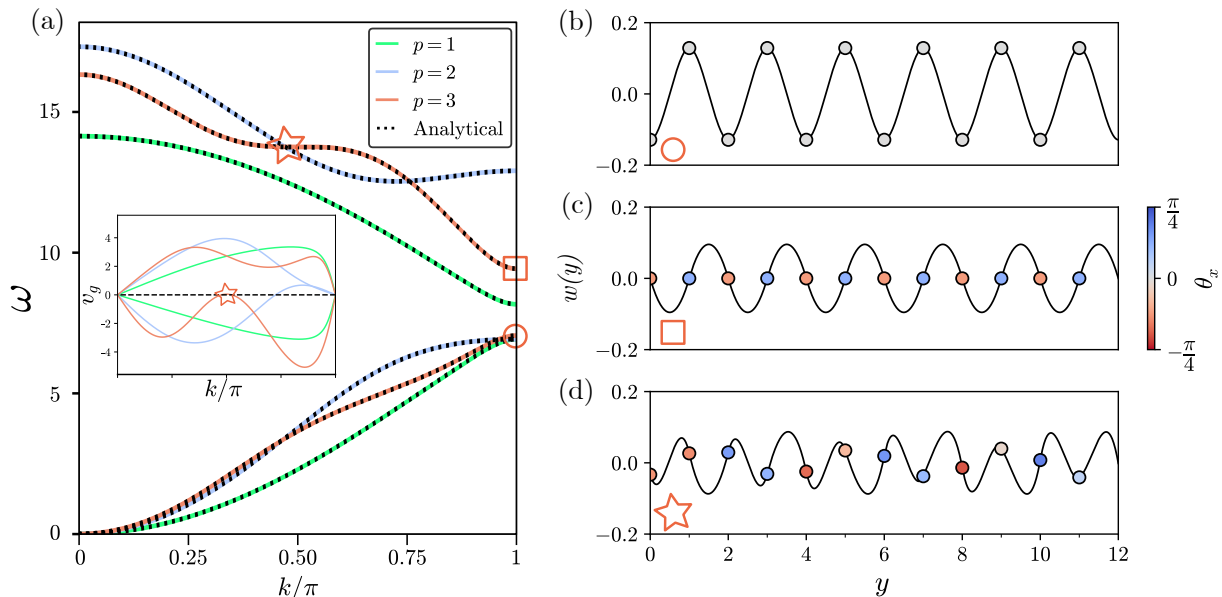 (a)
15
10
5
0
ω
0
0.25
0.50
0.75
1
k/π
p = 1
p = 2
p = 3
Analytical
4
2
0
−2
−4
v_g
k/π
(b)
0.2
0.0
−0.2
(c)
0.2
0.0
−0.2
w(y)
(d)
0.2
0.0
−0.2
0 2 4 6 8 10 12
y
π/4
0
−π/4
θ_x